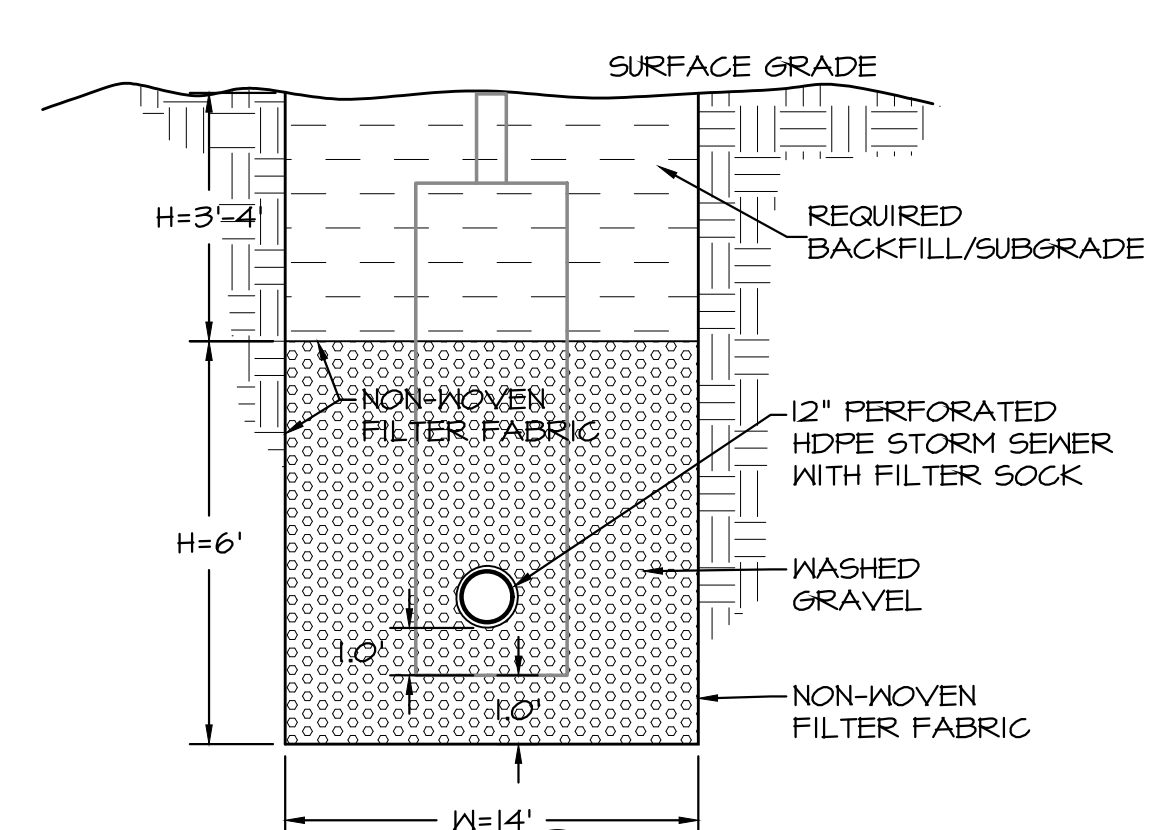 SURFACE GRADE
H=3'-4"
REQUIRED
BACKFILL/SUBGRADE
NON-WOVEN
FILTER FABRIC
12" PERFORATED
HDPE STORM SEWER
WITH FILTER SOCK
H=6'
WASHED
GRAVEL
1.0'
1.0'
NON-WOVEN
FILTER FABRIC
W=14'